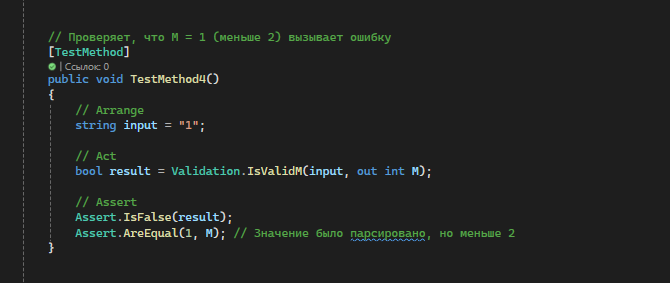 // Проверяет, что M = 1 (меньше 2) вызывает ошибку
[TestMethod]
| Ссылок: 0
public void TestMethod4()
{
// Arrange
string input = "1";
// Act
bool result = Validation.IsValidM(input, out int M);
// Assert
Assert.IsFalse(result);
Assert.AreEqual(1, M); // Значение было парсировано, но меньше 2
}